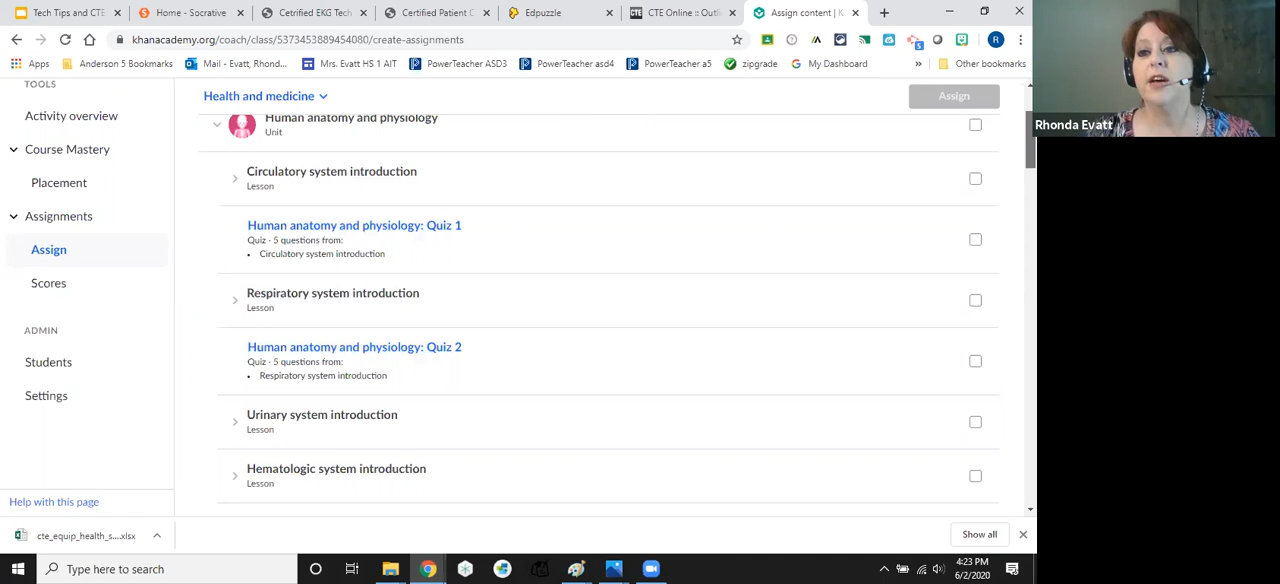 Tech Tips and CTE
Home - Socrative
Cetrified EKG Tech
Certified Patient C
Edpuzzle
CTE Online :: Outli
Assign content | K
khanacademy.org/coach/class/5373453889454080/create-assignments
Apps
Anderson 5 Bookmarks
Mail - Evatt, Rhond...
Mrs. Evatt HS 1 AIT
PowerTeacher ASD3
PowerTeacher asd4
PowerTeacher a5
zipgrade
My Dashboard
»
Other bookmarks
Rhonda Evatt
TOOLS
Activity overview
Course Mastery
Placement
Assignments
Assign
Scores
ADMIN
Students
Settings
Help with this page
Health and medicine
Assign
Human anatomy and physiology
Unit
Circulatory system introduction
Lesson
Human anatomy and physiology: Quiz 1
Quiz · 5 questions from:
• Circulatory system introduction
Respiratory system introduction
Lesson
Human anatomy and physiology: Quiz 2
Quiz · 5 questions from:
• Respiratory system introduction
Urinary system introduction
Lesson
Hematologic system introduction
Lesson
cte_equip_health_s....xlsx
Show all
Type here to search
4:23 PM
6/2/2020